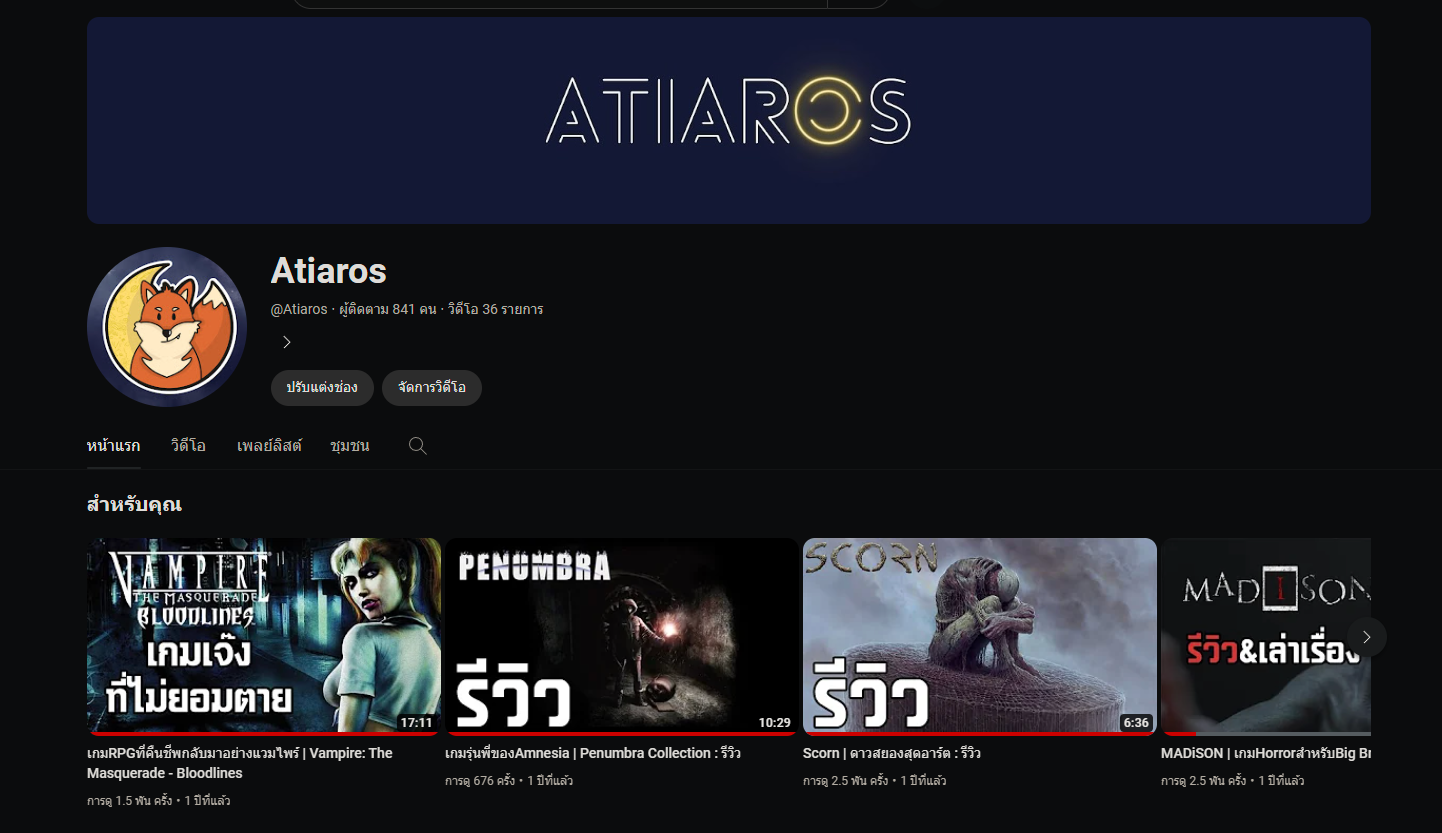 ATIAROS
Atiaros
@Atiaros · ผู้ติดตาม 841 คน · วิดีโอ 36 รายการ
ปรับแต่งช่อง จัดการวิดีโอ
หน้าแรก วิดีโอ เพลย์ลิสต์ ชุมชน
สำหรับคุณ
VAMPIRE
THE MASQUERADE
BLOODLINES
เกมเจ๋ง
ที่ไม่ยอมตาย
17:11
PENUMBRA
รีวิว
10:29
SCORN
รีวิว
6:36
MADISON
รีวิว&เล่าเรื่อง
เกมRPGที่คืนชีพกลับมาอย่างแวมไพร์ | Vampire: The
Masquerade - Bloodlines
การดู 1.5 พัน ครั้ง • 1 ปีที่แล้ว
เกมรุ่นพี่ของAmnesia | Penumbra Collection : รีวิว
การดู 676 ครั้ง • 1 ปีที่แล้ว
Scorn | ดาวสยองสุดอาร์ต : รีวิว
การดู 2.5 พัน ครั้ง • 1 ปีที่แล้ว
MADiSON | เกมHorrorสำหรับBig
การดู 2.5 พัน ครั้ง • 1 ปีที่แล้ว